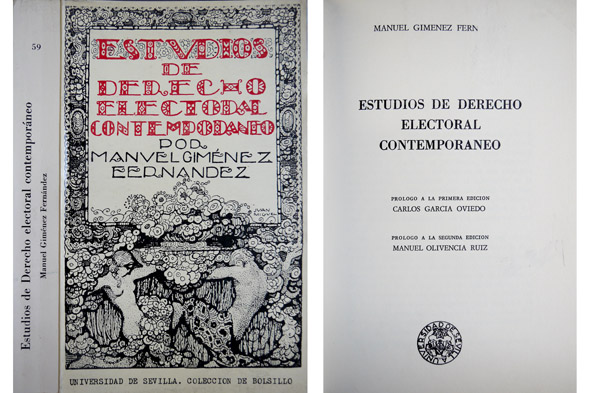 59
Estudios de Derecho electoral contemporáneo
Manuel Giménez Fernández
ESTVDIOS
DE
DERECHO
ELECTORAL
CONTEMPORANEO
POR
MANVEL GIMÉNEZ
FERNANDEZ
JUAN
MIGUEL
UNIVERSIDAD DE SEVILLA. COLECCION DE BOLSILLO
MANUEL GIMENEZ FERN
ESTUDIOS DE DERECHO
ELECTORAL
CONTEMPORANEO
PROLOGO A LA PRIMERA EDICION
CARLOS GARCIA OVIEDO
PROLOGO A LA SEGUNDA EDICION
MANUEL OLIVENCIA RUIZ